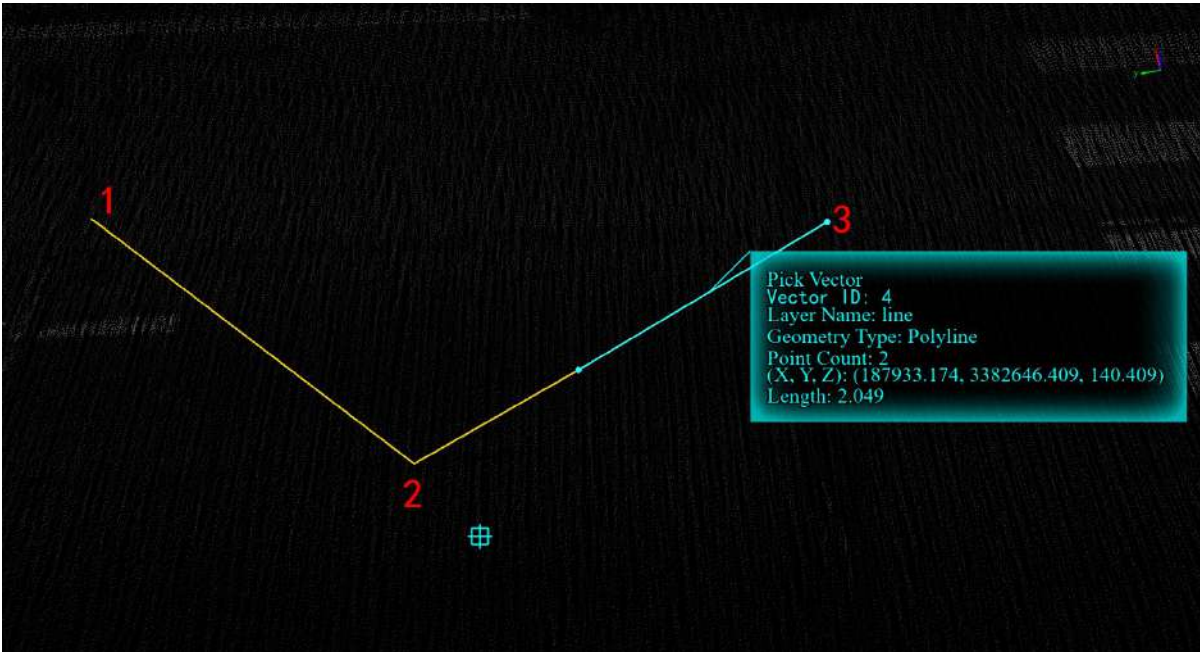 1
3
Pick Vector
Vector ID: 4
Layer Name: line
Geometry Type: Polyline
Point Count: 2
(X, Y, Z): (187933.174, 3382646.409, 140.409)
Length: 2.049
2